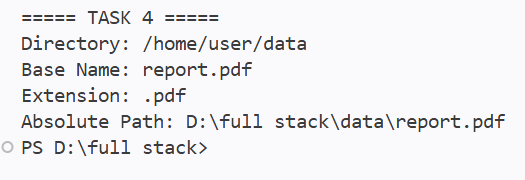 ===== TASK 4 =====
Directory: /home/user/data
Base Name: report.pdf
Extension: .pdf
Absolute Path: D:\full stack\data\report.pdf
PS D:\full stack>